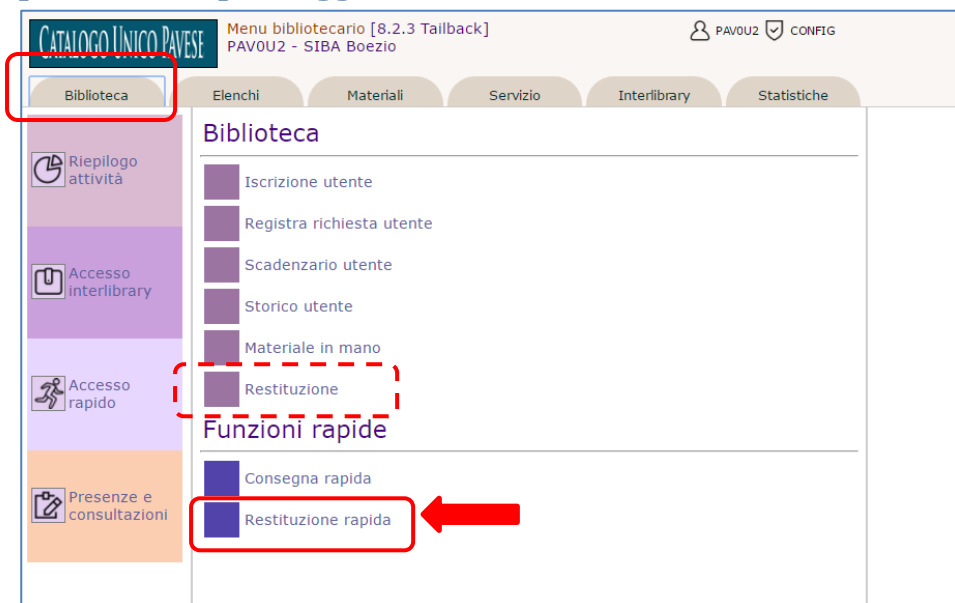 CATALOGO UNICO PAVESE
Menu bibliotecario [8.2.3 Tailback]
PAV0U2 - SIBA Boezio
PAV0U2 CONFIG
Biblioteca Elenchi Materiali Servizio Interlibrary Statistiche
Riepilogo
attività
Accesso
interlibrary
Accesso
rapido
Presenze e
consultazioni
Biblioteca
Iscrizione utente
Registra richiesta utente
Scadenzario utente
Storico utente
Materiale in mano
Restituzione
Funzioni rapide
Consegna rapida
Restituzione rapida